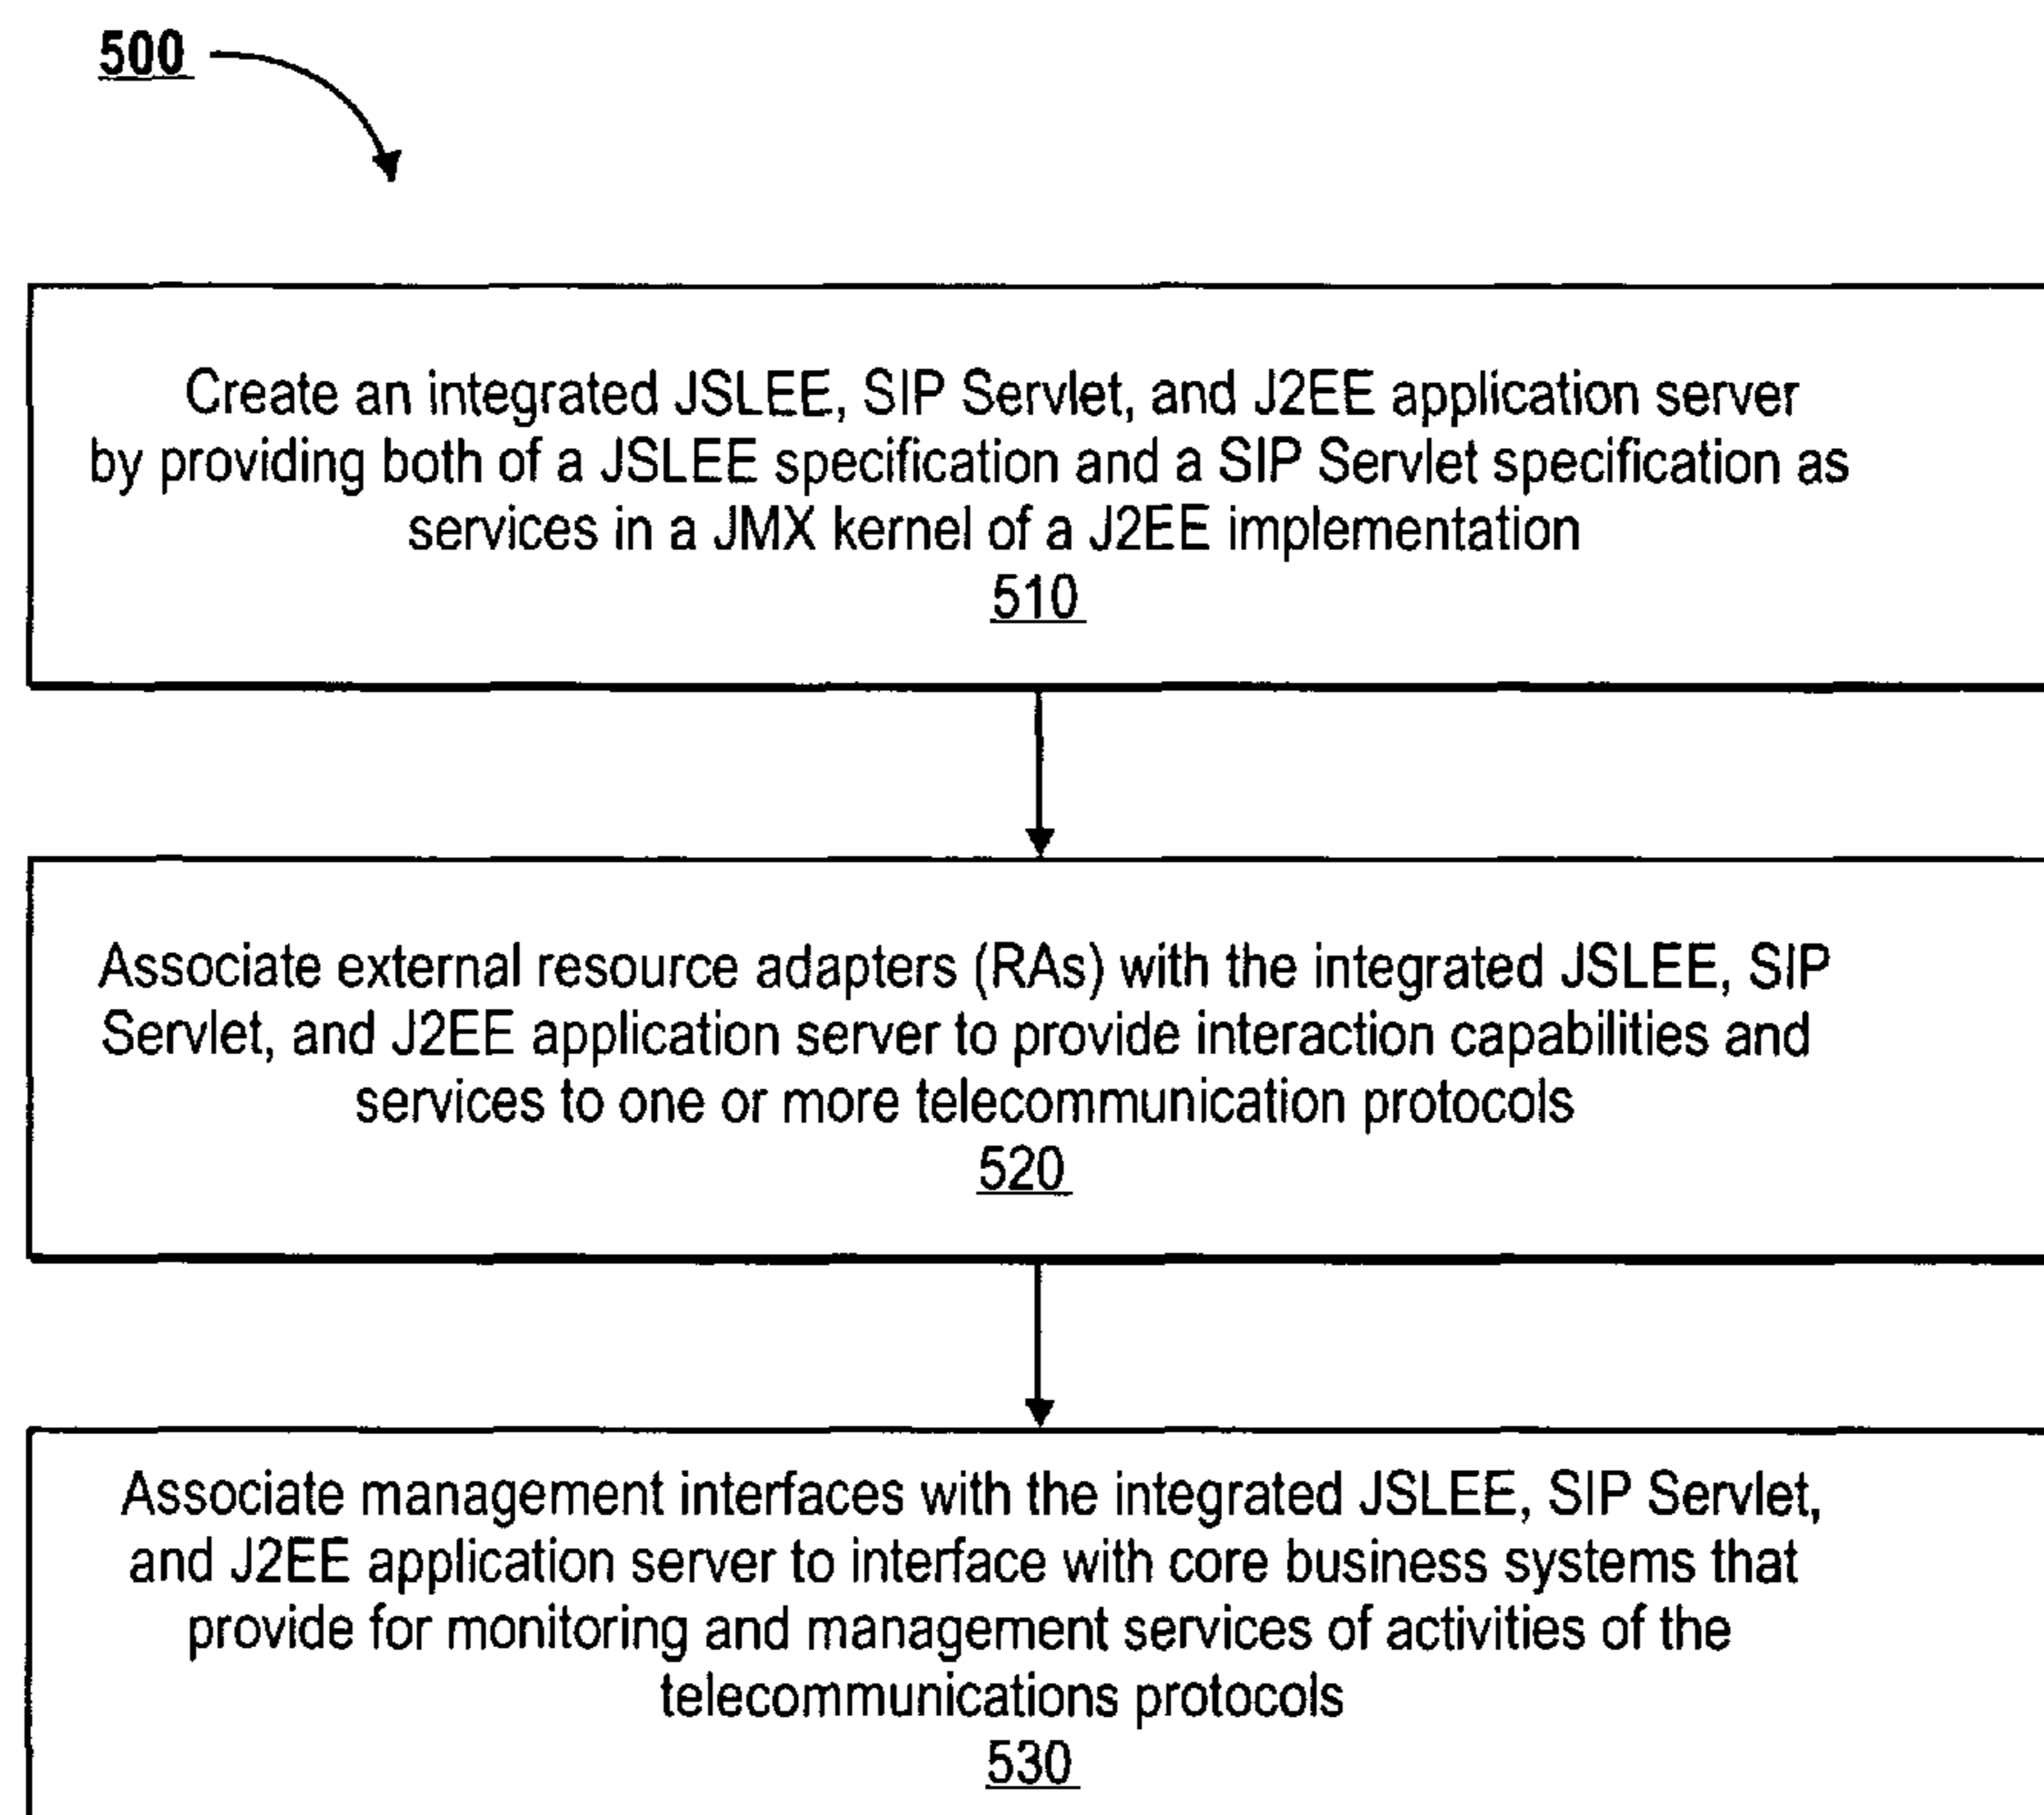 500
Create an integrated JSLEE, SIP Servlet, and J2EE application server
by providing both of a JSLEE specification and a SIP Servlet specification as
services in a JMX kernel of a J2EE implementation
510
Associate external resource adapters (RAs) with the integrated JSLEE, SIP
Servlet, and J2EE application server to provide interaction capabilities and
services to one or more telecommunication protocols
520
Associate management interfaces with the integrated JSLEE, SIP Servlet,
and J2EE application server to interface with core business systems that
provide for monitoring and management services of activities of the
telecommunications protocols
530